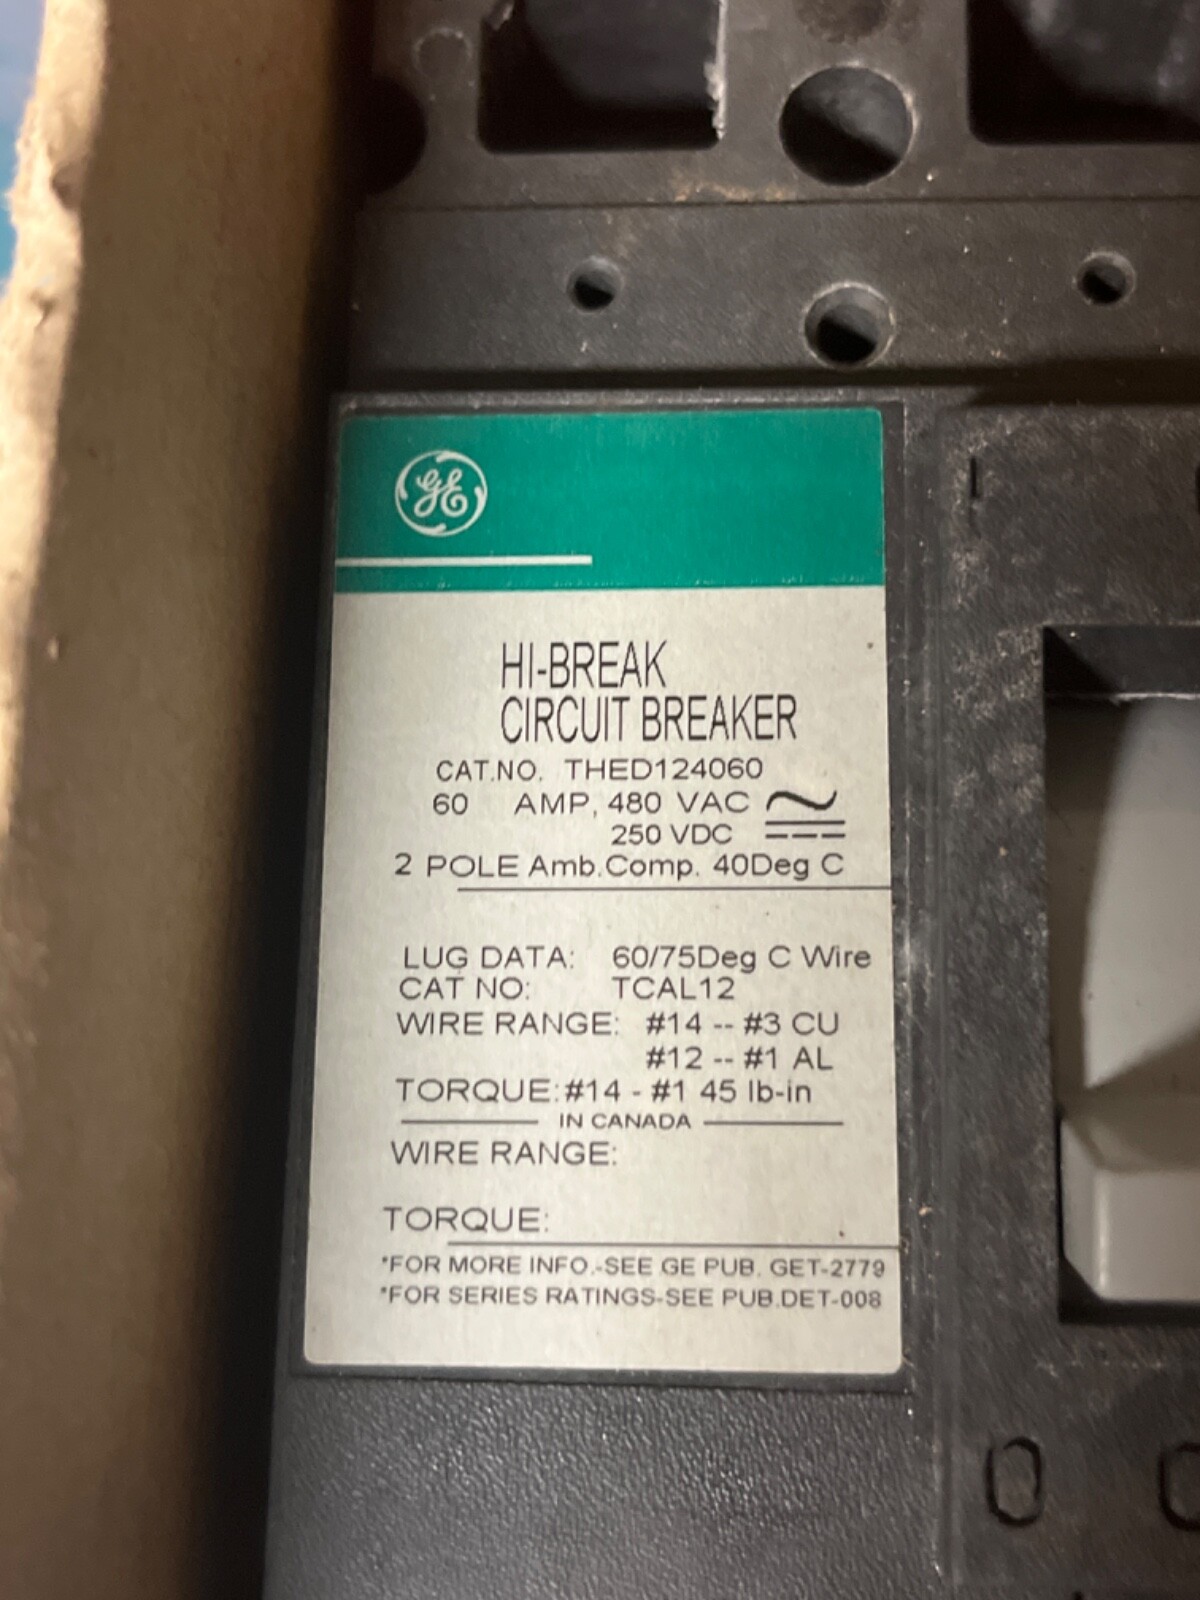 GE
HI-BREAK
CIRCUIT BREAKER
CAT.NO. THED124060
60 AMP, 480 VAC
250 VDC
2 POLE Amb.Comp. 40Deg C
LUG DATA: 60/75Deg C Wire
CAT NO: TCAL12
WIRE RANGE: #14 -- #3 CU
#12 -- #1 AL
TORQUE:#14 - #1 45 lb-in
IN CANADA
WIRE RANGE:
TORQUE:
*FOR MORE INFO.-SEE GE PUB. GET-2779
*FOR SERIES RATINGS-SEE PUB.DET-008
I
O